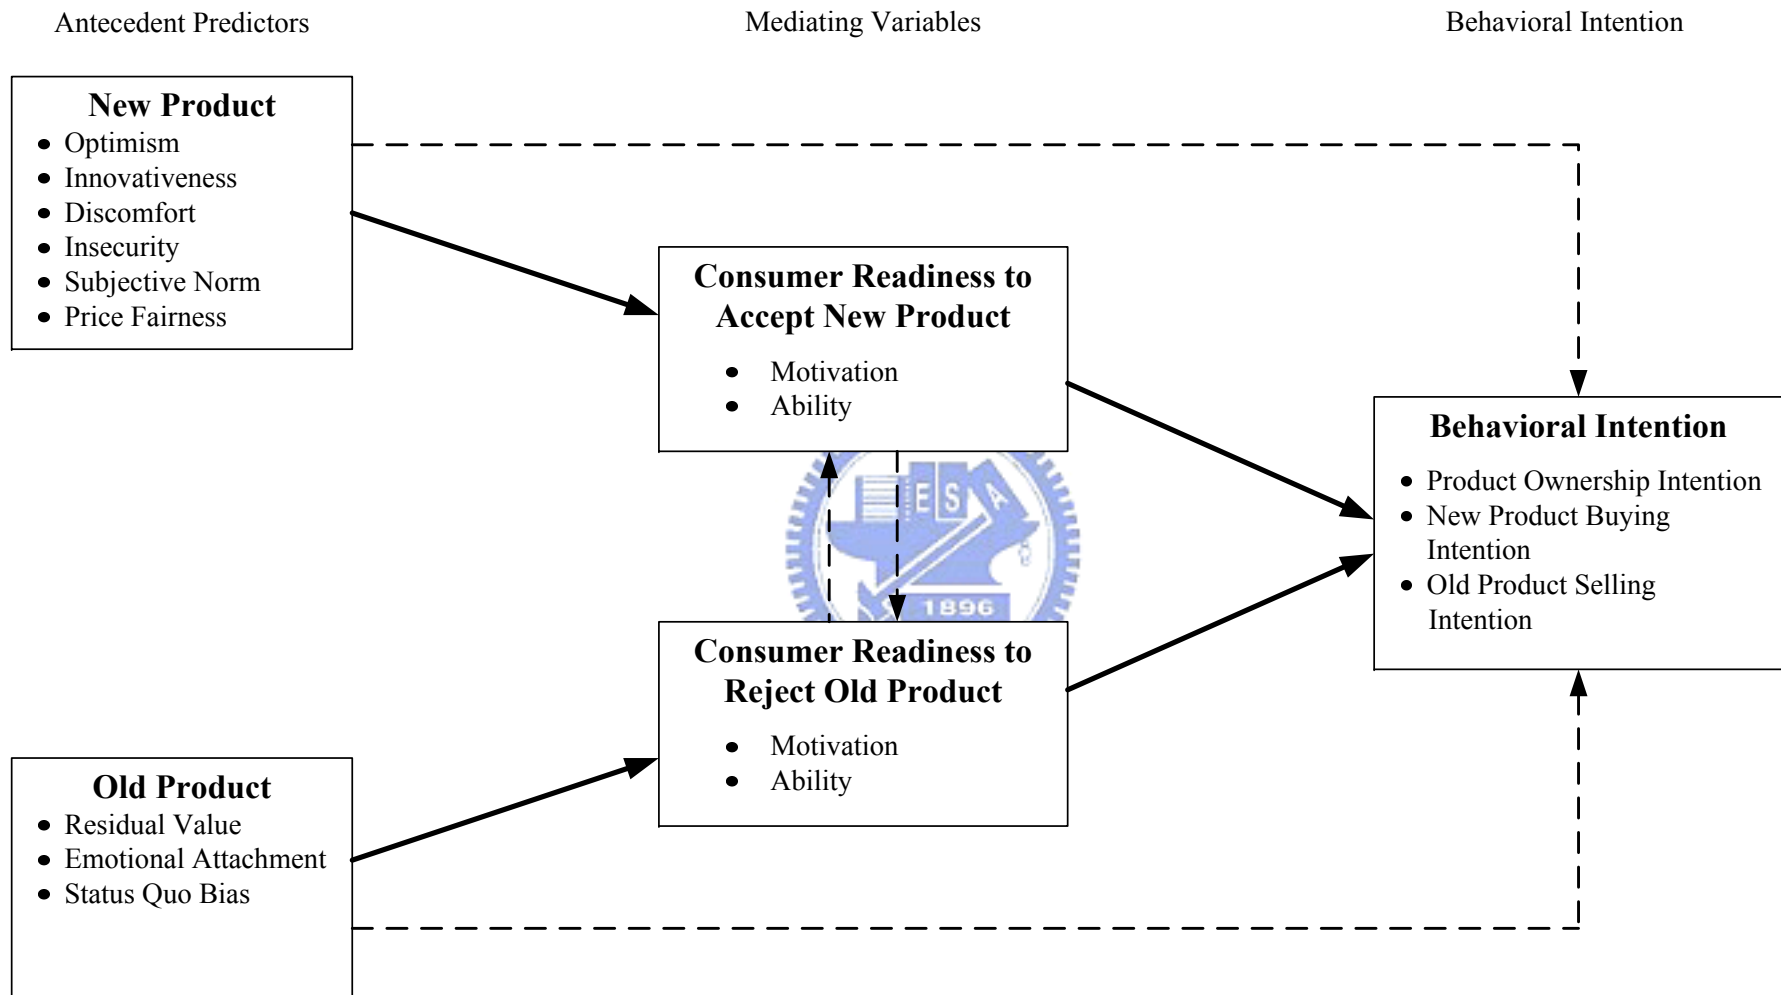 Antecedent Predictors
Mediating Variables
Behavioral Intention
New Product
• Optimism
• Innovativeness
• Discomfort
• Insecurity
• Subjective Norm
• Price Fairness
Consumer Readiness to
Accept New Product
• Motivation
• Ability
Behavioral Intention
• Product Ownership Intention
• New Product Buying
Intention
• Old Product Selling
Intention
E S A
1896
Consumer Readiness to
Reject Old Product
• Motivation
• Ability
Old Product
• Residual Value
• Emotional Attachment
• Status Quo Bias